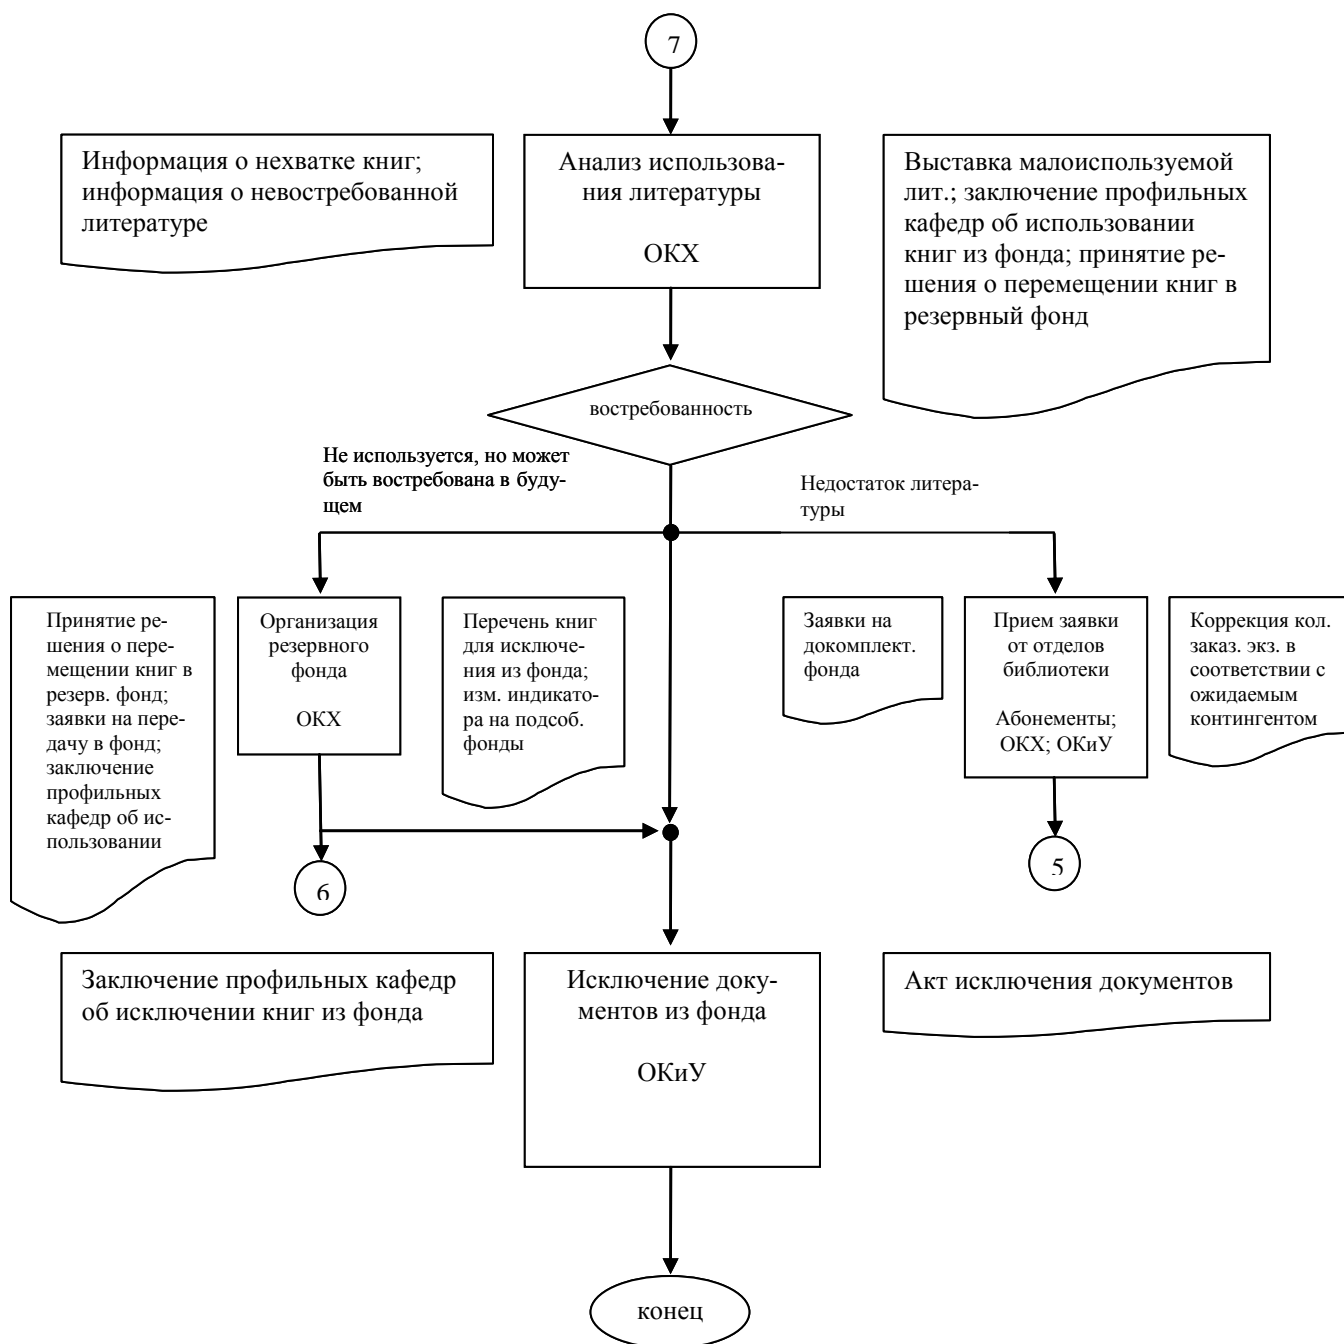 7
Информация о нехватке книг;
информация о невостребованной
литературе
Анализ использова-
ния литературы
ОКХ
Выставка малоиспользуемой
лит.; заключение профильных
кафедр об использовании
книг из фонда; принятие ре-
шения о перемещении книг в
резервный фонд
востребованность
Не используется, но может
быть востребована в буду-
щем
Недостаток литера-
туры
Принятие ре-
шения о пере-
мещении книг в
резерв. фонд;
заявки на пере-
дачу в фонд;
заключение
профильных
кафедр об ис-
пользовании
Организация
резервного
фонда
ОКХ
Перечень книг
для исключе-
ния из фонда;
изм. индикато-
ра на подсоб.
фонды
Заявки на
докомплект.
фонда
Прием заявки
от отделов
библиотеки
Абонементы;
ОКХ; ОКиУ
Коррекция кол.
заказ. экз. в
соответствии с
ожидаемым
контингентом
6
5
Заключение профильных кафедр
об исключении книг из фонда
Исключение доку-
ментов из фонда
ОКиУ
Акт исключения документов
конец